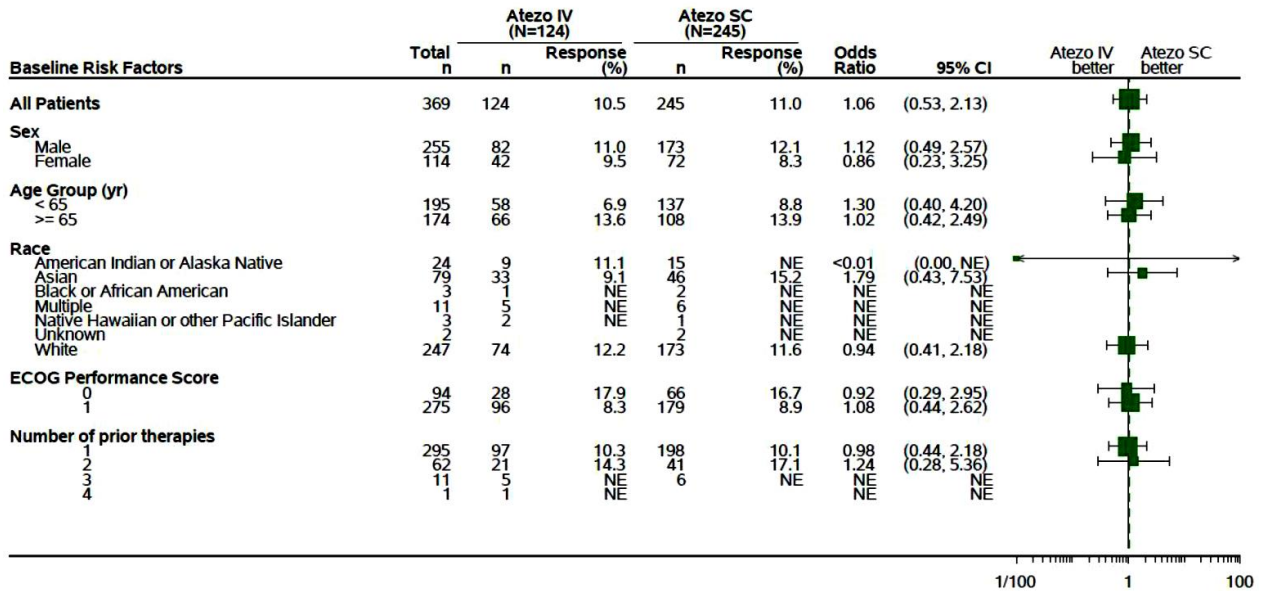 Atezo IV Atezo SC
(N=124) (N=245)
Total Response Response Odds Atezo IV Atezo SC
Baseline Risk Factors n n (%) n (%) Ratio 95% CI better better
All Patients 369 124 10.5 245 11.0 1.06 (0.53, 2.13)
Sex
Male 255 82 11.0 173 12.1 1.12 (0.49, 2.57)
Female 114 42 9.5 72 8.3 0.86 (0.23, 3.25)
Age Group (yr)
< 65 195 58 6.9 137 8.8 1.30 (0.40, 4.20)
>= 65 174 66 13.6 108 13.9 1.02 (0.42, 2.49)
Race
American Indian or Alaska Native 24 9 11.1 15 NE <0.01 (0.00, NE)
Asian 79 33 9.1 46 15.2 1.79 (0.43, 7.53)
Black or African American 3 1 NE 2 NE NE NE
Multiple 11 5 NE 6 NE NE NE
Native Hawaiian or other Pacific Islander 3 2 NE 1 NE NE NE
Unknown 2 2 NE NE NE
White 247 74 12.2 173 11.6 0.94 (0.41, 2.18)
ECOG Performance Score
0 94 28 17.9 66 16.7 0.92 (0.29, 2.95)
1 275 96 8.3 179 8.9 1.08 (0.44, 2.62)
Number of prior therapies
1 295 97 10.3 198 10.1 0.98 (0.44, 2.18)
2 62 21 14.3 41 17.1 1.24 (0.28, 5.36)
3 11 5 NE 6 NE NE NE
4 1 1 NE NE NE
1/100 1 100